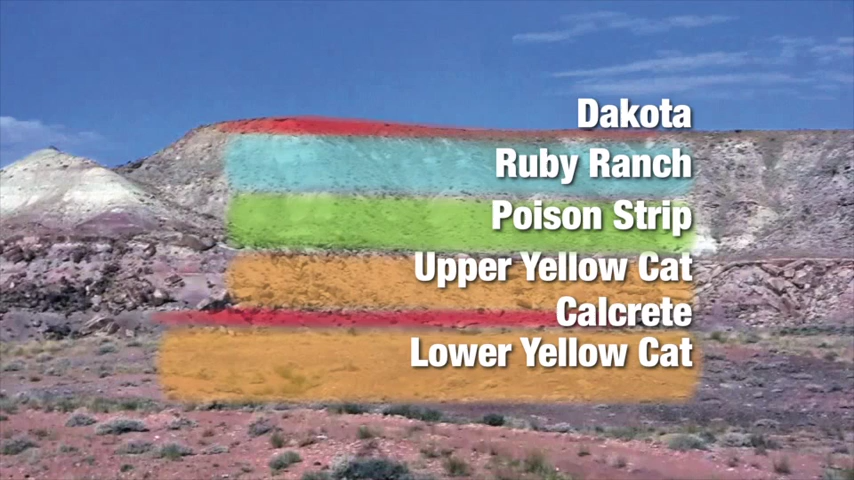 Dakota
Ruby Ranch
Poison Strip
Upper Yellow Cat
Calcrete
Lower Yellow Cat